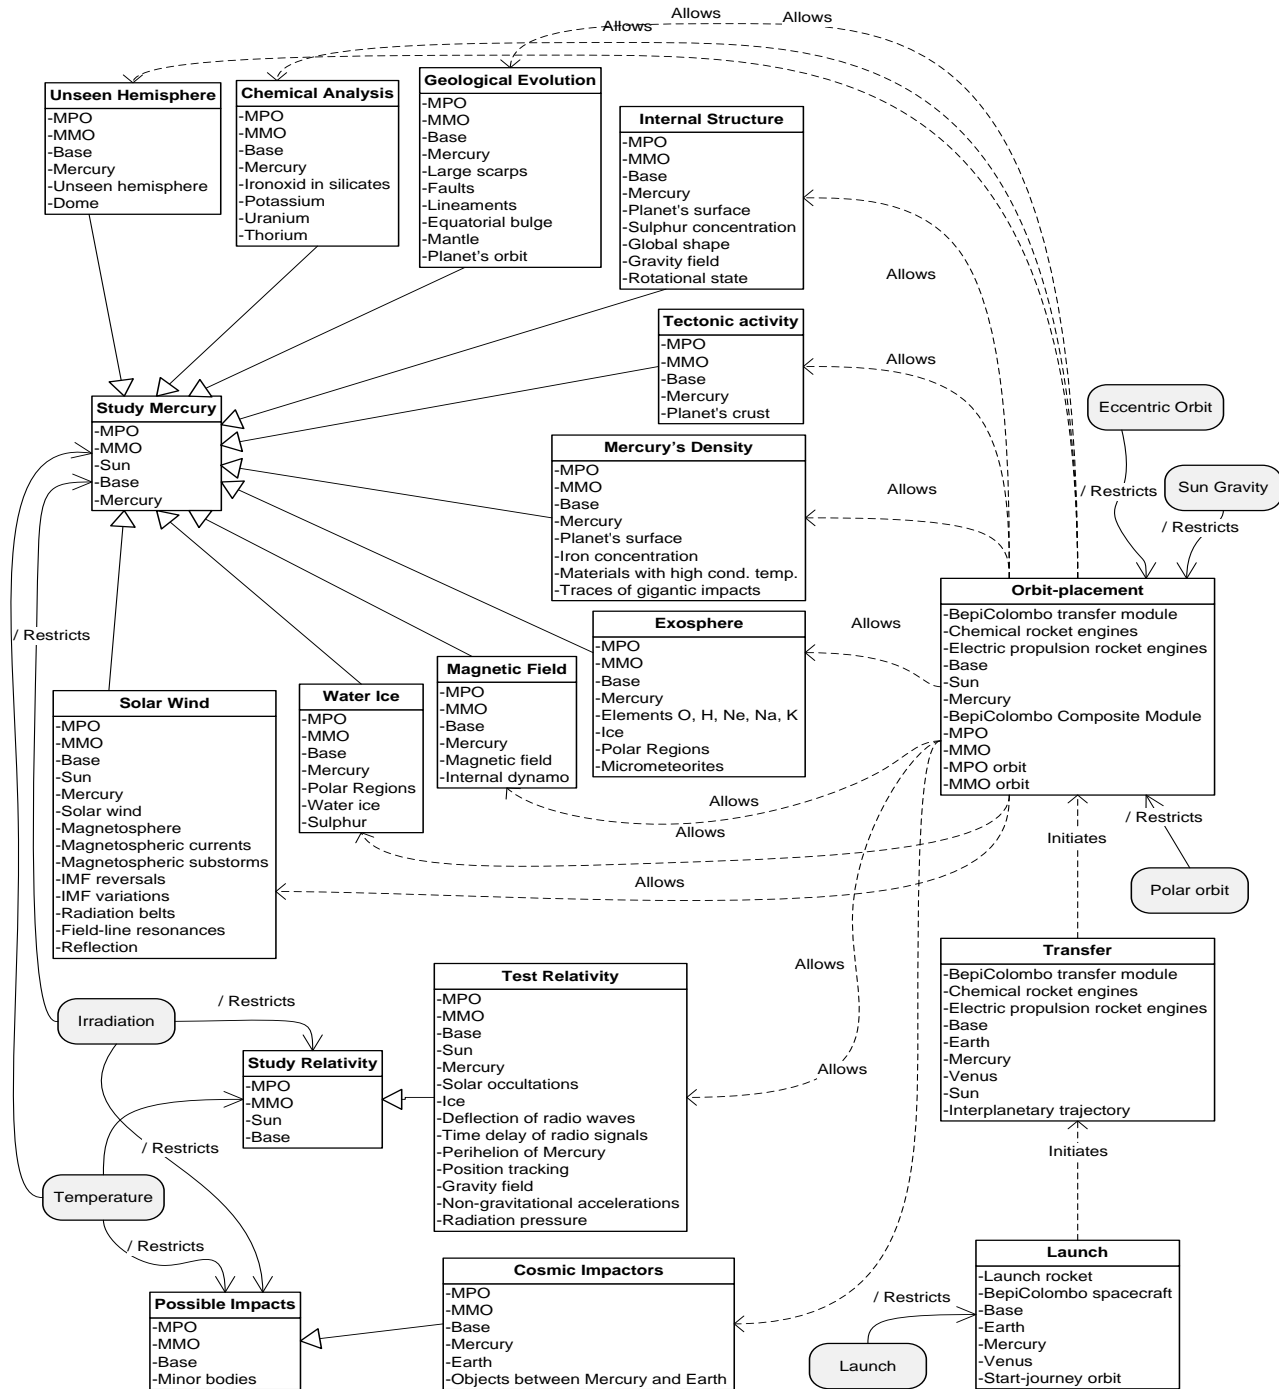 Allows
Allows
Allows
Unseen Hemisphere
-MPO
-MMO
-Base
-Mercury
-Unseen hemisphere
-Dome
Chemical Analysis
-MPO
-MMO
-Base
-Mercury
-Ironoxid in silicates
-Potassium
-Uranium
-Thorium
Geological Evolution
-MPO
-MMO
-Base
-Mercury
-Large scarps
-Faults
-Lineaments
-Equatorial bulge
-Mantle
-Planet's orbit
Internal Structure
-MPO
-MMO
-Base
-Mercury
-Planet's surface
-Sulphur concentration
-Global shape
-Gravity field
-Rotational state
Allows
Tectonic activity
-MPO
-MMO
-Base
-Mercury
-Planet's crust
Allows
Study Mercury
-MPO
-MMO
-Sun
-Base
-Mercury
Eccentric Orbit
/ Restricts
Sun Gravity
/ Restricts
Mercury's Density
-MPO
-MMO
-Base
-Mercury
-Planet's surface
-Iron concentration
-Materials with high cond. temp.
-Traces of gigantic impacts
Allows
Orbit-placement
-BepiColombo transfer module
-Chemical rocket engines
-Electric propulsion rocket engines
-Base
-Sun
-Mercury
-BepiColombo Composite Module
-MPO
-MMO
-MPO orbit
-MMO orbit
/ Restricts
Exosphere
-MPO
-MMO
-Base
-Mercury
-Elements O, H, Ne, Na, K
-Ice
-Polar Regions
-Micrometeorites
Allows
Magnetic Field
-MPO
-MMO
-Base
-Mercury
-Magnetic field
-Internal dynamo
Allows
Water Ice
-MPO
-MMO
-Base
-Mercury
-Polar Regions
-Water ice
-Sulphur
Allows
Solar Wind
-MPO
-MMO
-Base
-Sun
-Mercury
-Solar wind
-Magnetosphere
-Magnetospheric currents
-Magnetospheric substorms
-IMF reversals
-IMF variations
-Radiation belts
-Field-line resonances
-Reflection
Allows
Initiates
/ Restricts
Polar orbit
Transfer
-BepiColombo transfer module
-Chemical rocket engines
-Electric propulsion rocket engines
-Base
-Earth
-Mercury
-Venus
-Sun
-Interplanetary trajectory
Test Relativity
-MPO
-MMO
-Base
-Sun
-Mercury
-Solar occultations
-Ice
-Deflection of radio waves
-Time delay of radio signals
-Perihelion of Mercury
-Position tracking
-Gravity field
-Non-gravitational accelerations
-Radiation pressure
Allows
Allows
Irradiation
/ Restricts
Study Relativity
-MPO
-MMO
-Sun
-Base
/ Restricts
Temperature
/ Restricts
Initiates
Launch
-Launch rocket
-BepiColombo spacecraft
-Base
-Earth
-Mercury
-Venus
-Start-journey orbit
/ Restricts
Launch
Cosmic Impactors
-MPO
-MMO
-Base
-Mercury
-Earth
-Objects between Mercury and Earth
Possible Impacts
-MPO
-MMO
-Base
-Minor bodies